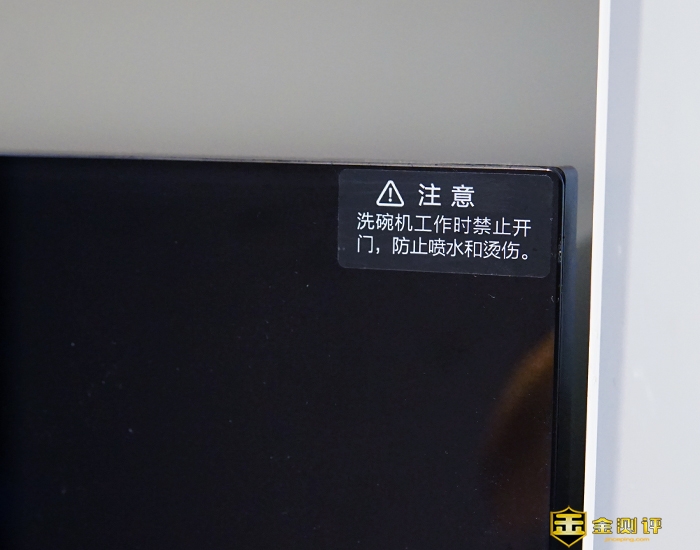 注意
洗碗机工作时禁止开
门，防止喷水和烫伤。
金测评